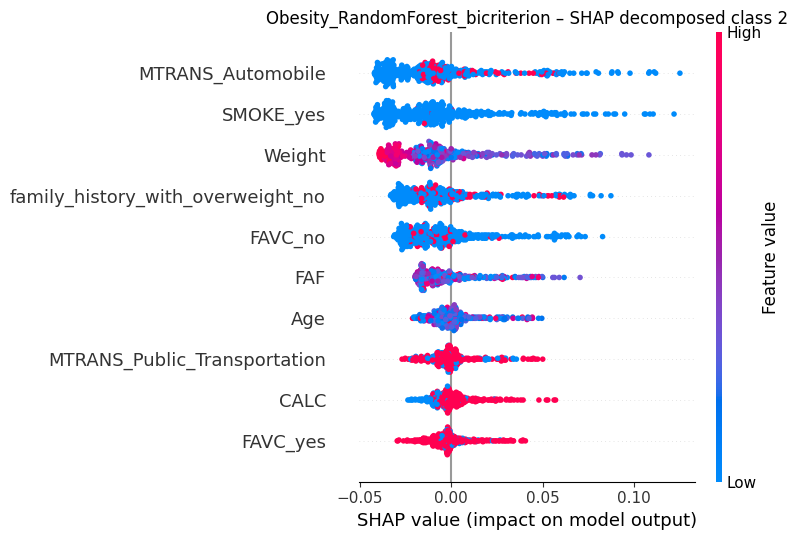 Obesity_RandomForest_bicriterion – SHAP decomposed class 2
High
MTRANS_Automobile
SMOKE_yes
Weight
family_history_with_overweight_no
FAVC_no
FAF
Age
MTRANS_Public_Transportation
CALC
FAVC_yes
Feature value
Low
−0.05 0.00 0.05 0.10
SHAP value (impact on model output)